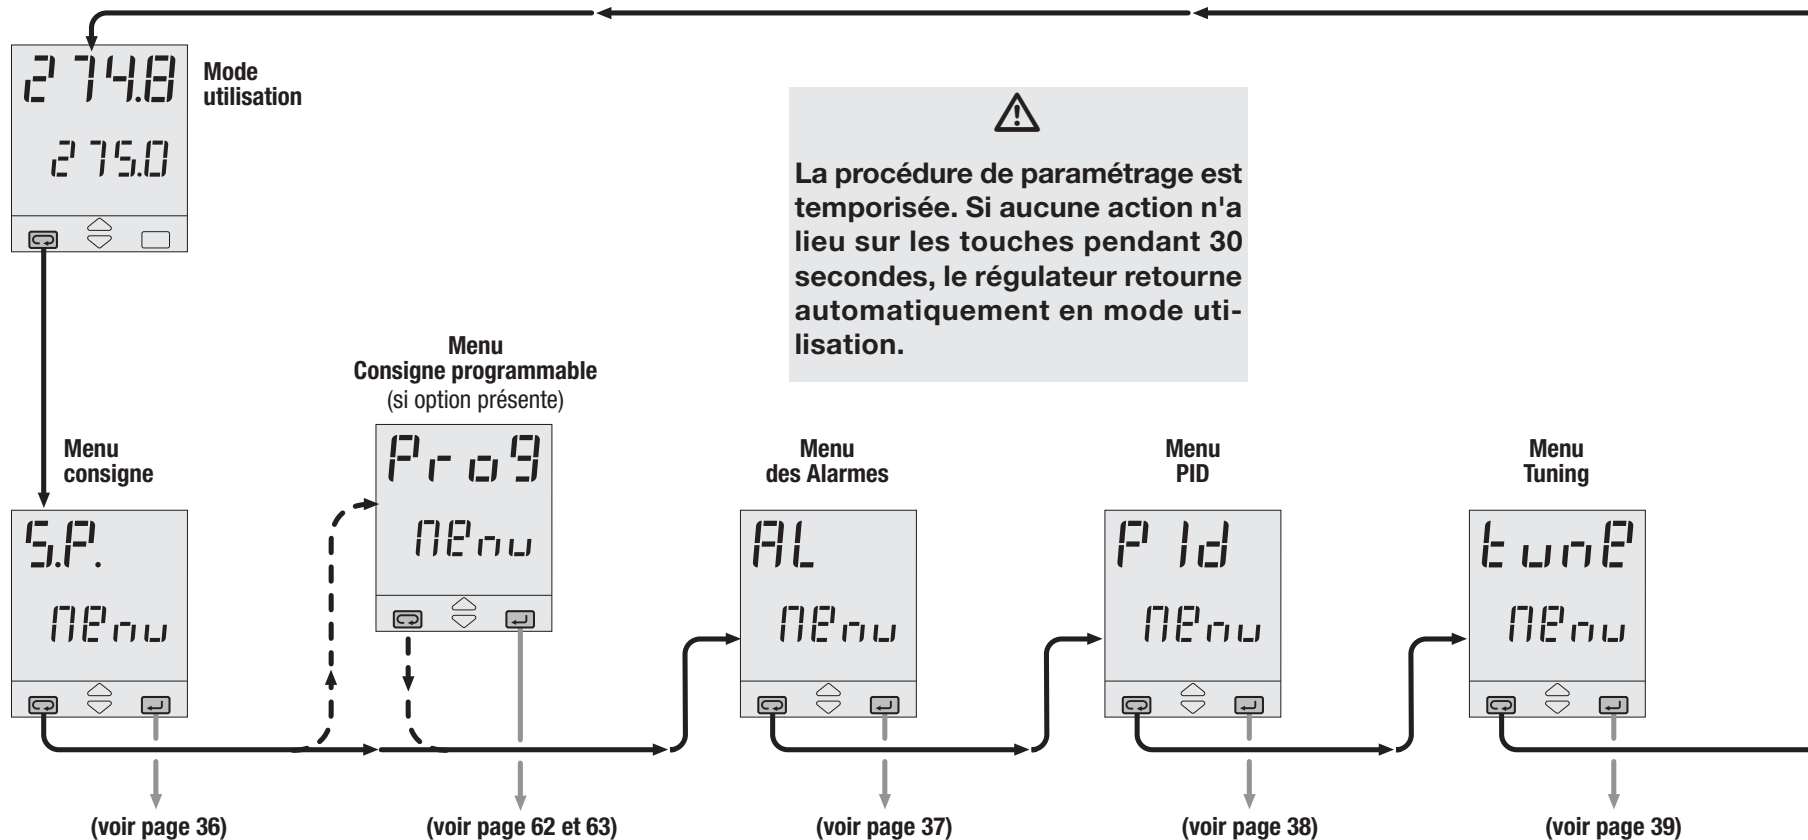 274.8
275.0
Mode
utilisation
La procédure de paramétrage est
temporisée. Si aucune action n'a
lieu sur les touches pendant 30
secondes, le régulateur retourne
automatiquement en mode uti-
lisation.
Menu
consigne
S.P.
MEnu
(voir page 36)
Menu
Consigne programmable
(si option présente)
Prog
MEnu
(voir page 62 et 63)
Menu
des Alarmes
AL
MEnu
(voir page 37)
Menu
PID
PId
MEnu
(voir page 38)
Menu
Tuning
tunE
MEnu
(voir page 39)